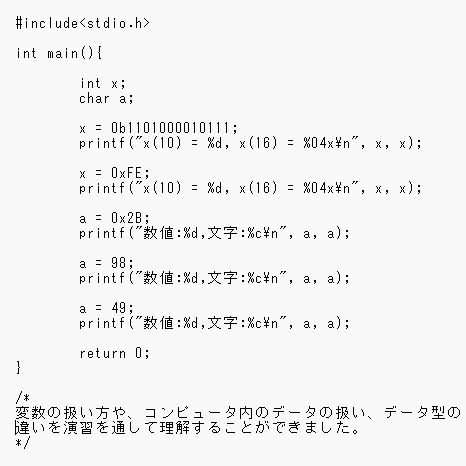 #include<stdio.h>
int main(){
int x;
char a;
x = 0b1101000010111;
printf("x(10) = %d, x(16) = %04x¥n", x, x);
x = 0xFE;
printf("x(10) = %d, x(16) = %04x¥n", x, x);
a = 0x2B;
printf("数値:%d,文字:%c¥n", a, a);
a = 98;
printf("数値:%d,文字:%c¥n", a, a);
a = 49;
printf("数値:%d,文字:%c¥n", a, a);
return 0;
}
/*
変数の扱い方や、コンピュータ内のデータの扱い、データ型の
違いを演習を通して理解することができました。
*/